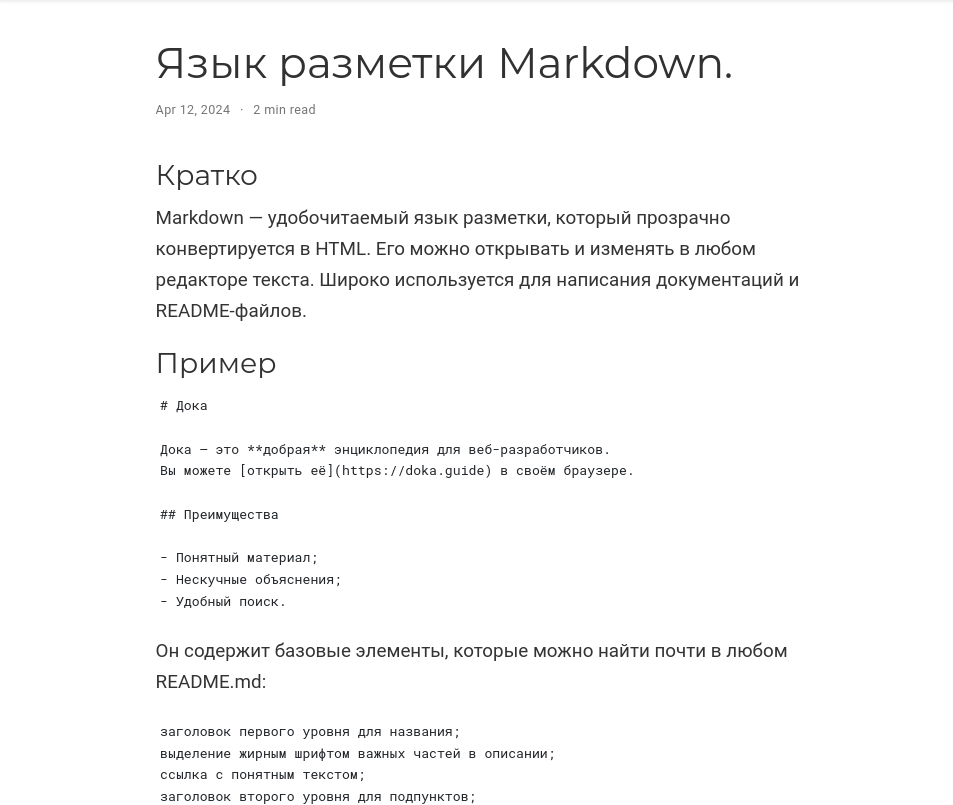 Язык разметки Markdown.
Apr 12, 2024 · 2 min read
Кратко
Markdown — удобочитаемый язык разметки, который прозрачно
конвертируется в HTML. Его можно открывать и изменять в любом
редакторе текста. Широко используется для написания документаций и
README-файлов.
Пример
# Дока
Дока — это **добрая** энциклопедия для веб-разработчиков.
Вы можете [открыть её](https://doka.guide) в своём браузере.
## Преимущества
- Понятный материал;
- Нескучные объяснения;
- Удобный поиск.
Он содержит базовые элементы, которые можно найти почти в любом
README.md:
заголовок первого уровня для названия;
выделение жирным шрифтом важных частей в описании;
ссылка с понятным текстом;
заголовок второго уровня для подпунктов;